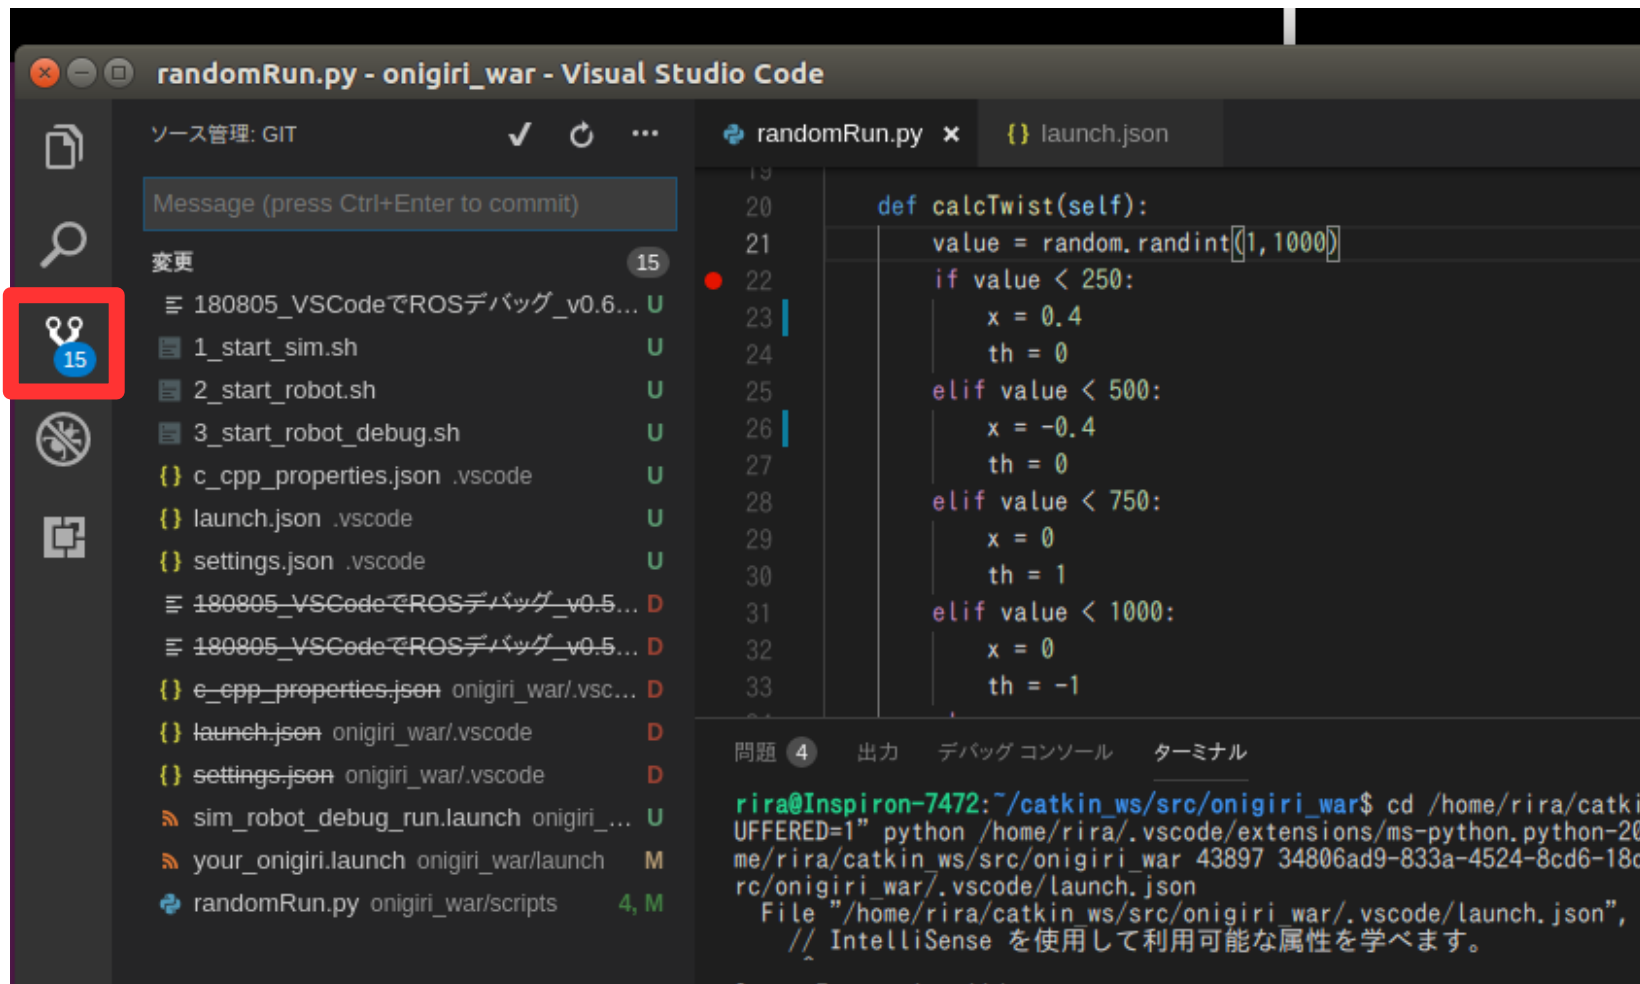 randomRun.py - onigiri_war - Visual Studio Code
ソース管理: GIT
Message (press Ctrl+Enter to commit)
変更 15
180805_VSCodeでROSデバッグ_v0.6... U
1_start_sim.sh U
2_start_robot.sh U
3_start_robot_debug.sh U
c_cpp_properties.json .vscode U
launch.json .vscode U
settings.json .vscode U
180805_VSCodeでROSデバッグ_v0.5... D
180805_VSCodeでROSデバッグ_v0.5... D
c_cpp_properties.json onigiri_war/.vsc... D
launch.json onigiri_war/.vscode D
settings.json onigiri_war/.vscode D
sim_robot_debug_run.launch onigiri_... U
your_onigiri.launch onigiri_war/launch M
randomRun.py onigiri_war/scripts 4, M
15
randomRun.py × {} launch.json
19
20 def calcTwist(self):
21 value = random.randint(1,1000)
22 if value < 250:
23 x = 0.4
24 th = 0
25 elif value < 500:
26 x = -0.4
27 th = 0
28 elif value < 750:
29 x = 0
30 th = 1
31 elif value < 1000:
32 x = 0
33 th = -1
問題 4 出力 デバッグ コンソール ターミナル
rira@Inspiron-7472:~/catkin_ws/src/onigiri_war$ cd /home/rira/catki
UFFERED=1" python /home/rira/.vscode/extensions/ms-python.python-20
me/rira/catkin_ws/src/onigiri_war 43897 34806ad9-833a-4524-8cd6-18c
rc/onigiri_war/.vscode/launch.json
File "/home/rira/catkin_ws/src/onigiri_war/.vscode/launch.json",
// IntelliSense を使用して利用可能な属性を学べます。
^